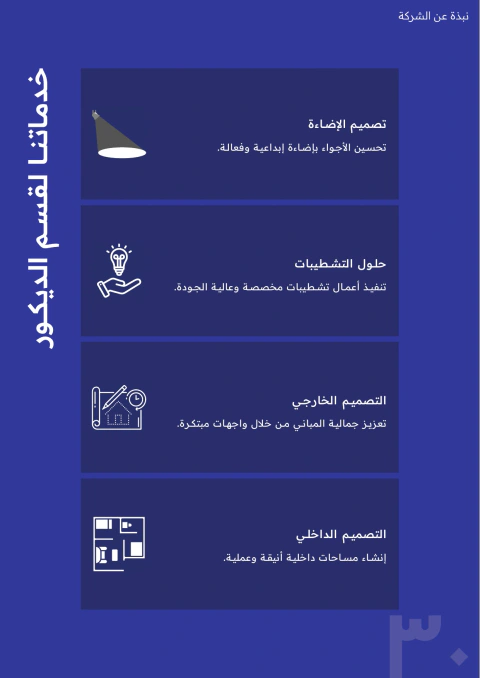 نبذة عن الشركة
خدماتنا لقسم الديكور
تصميم الإضاءة
تحسين الأجواء بإضاءة إبداعية وفعالة.
حلول التشطيبات
تنفيذ أعمال تشطيبات مخصصة وعالية الجودة.
التصميم الخارجي
تعزيز جمالية المباني من خلال واجهات مبتكرة.
التصميم الداخلي
إنشاء مساحات داخلية أنيقة وعملية.
٣٠